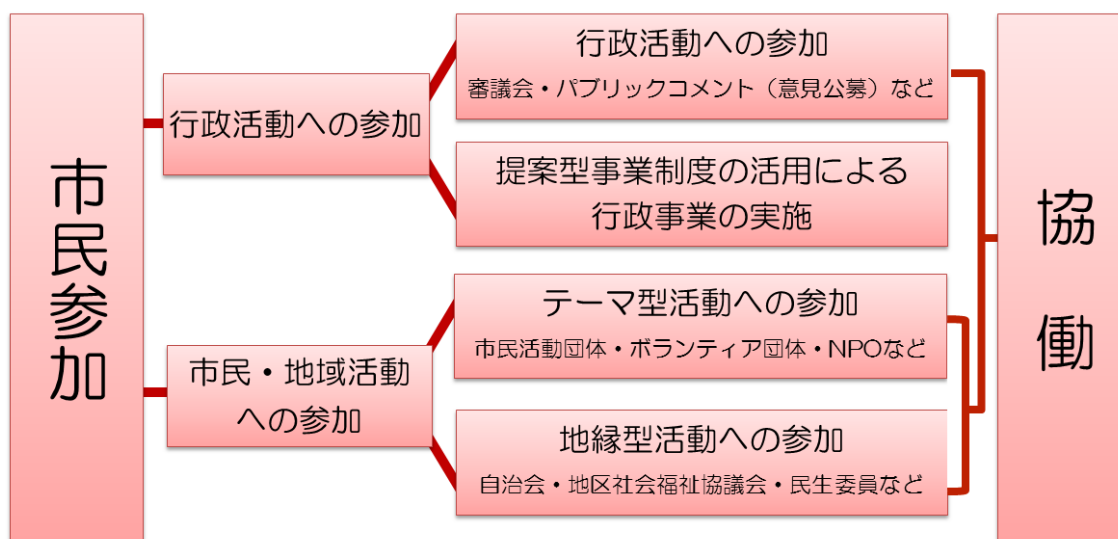 市民参加
行政活動への参加
行政活動への参加
審議会・パブリックコメント（意見公募）など
提案型事業制度の活用による
行政事業の実施
市民・地域活動
への参加
テーマ型活動への参加
市民活動団体・ボランティア団体・NPOなど
地縁型活動への参加
自治会・地区社会福祉協議会・民生委員など
協働